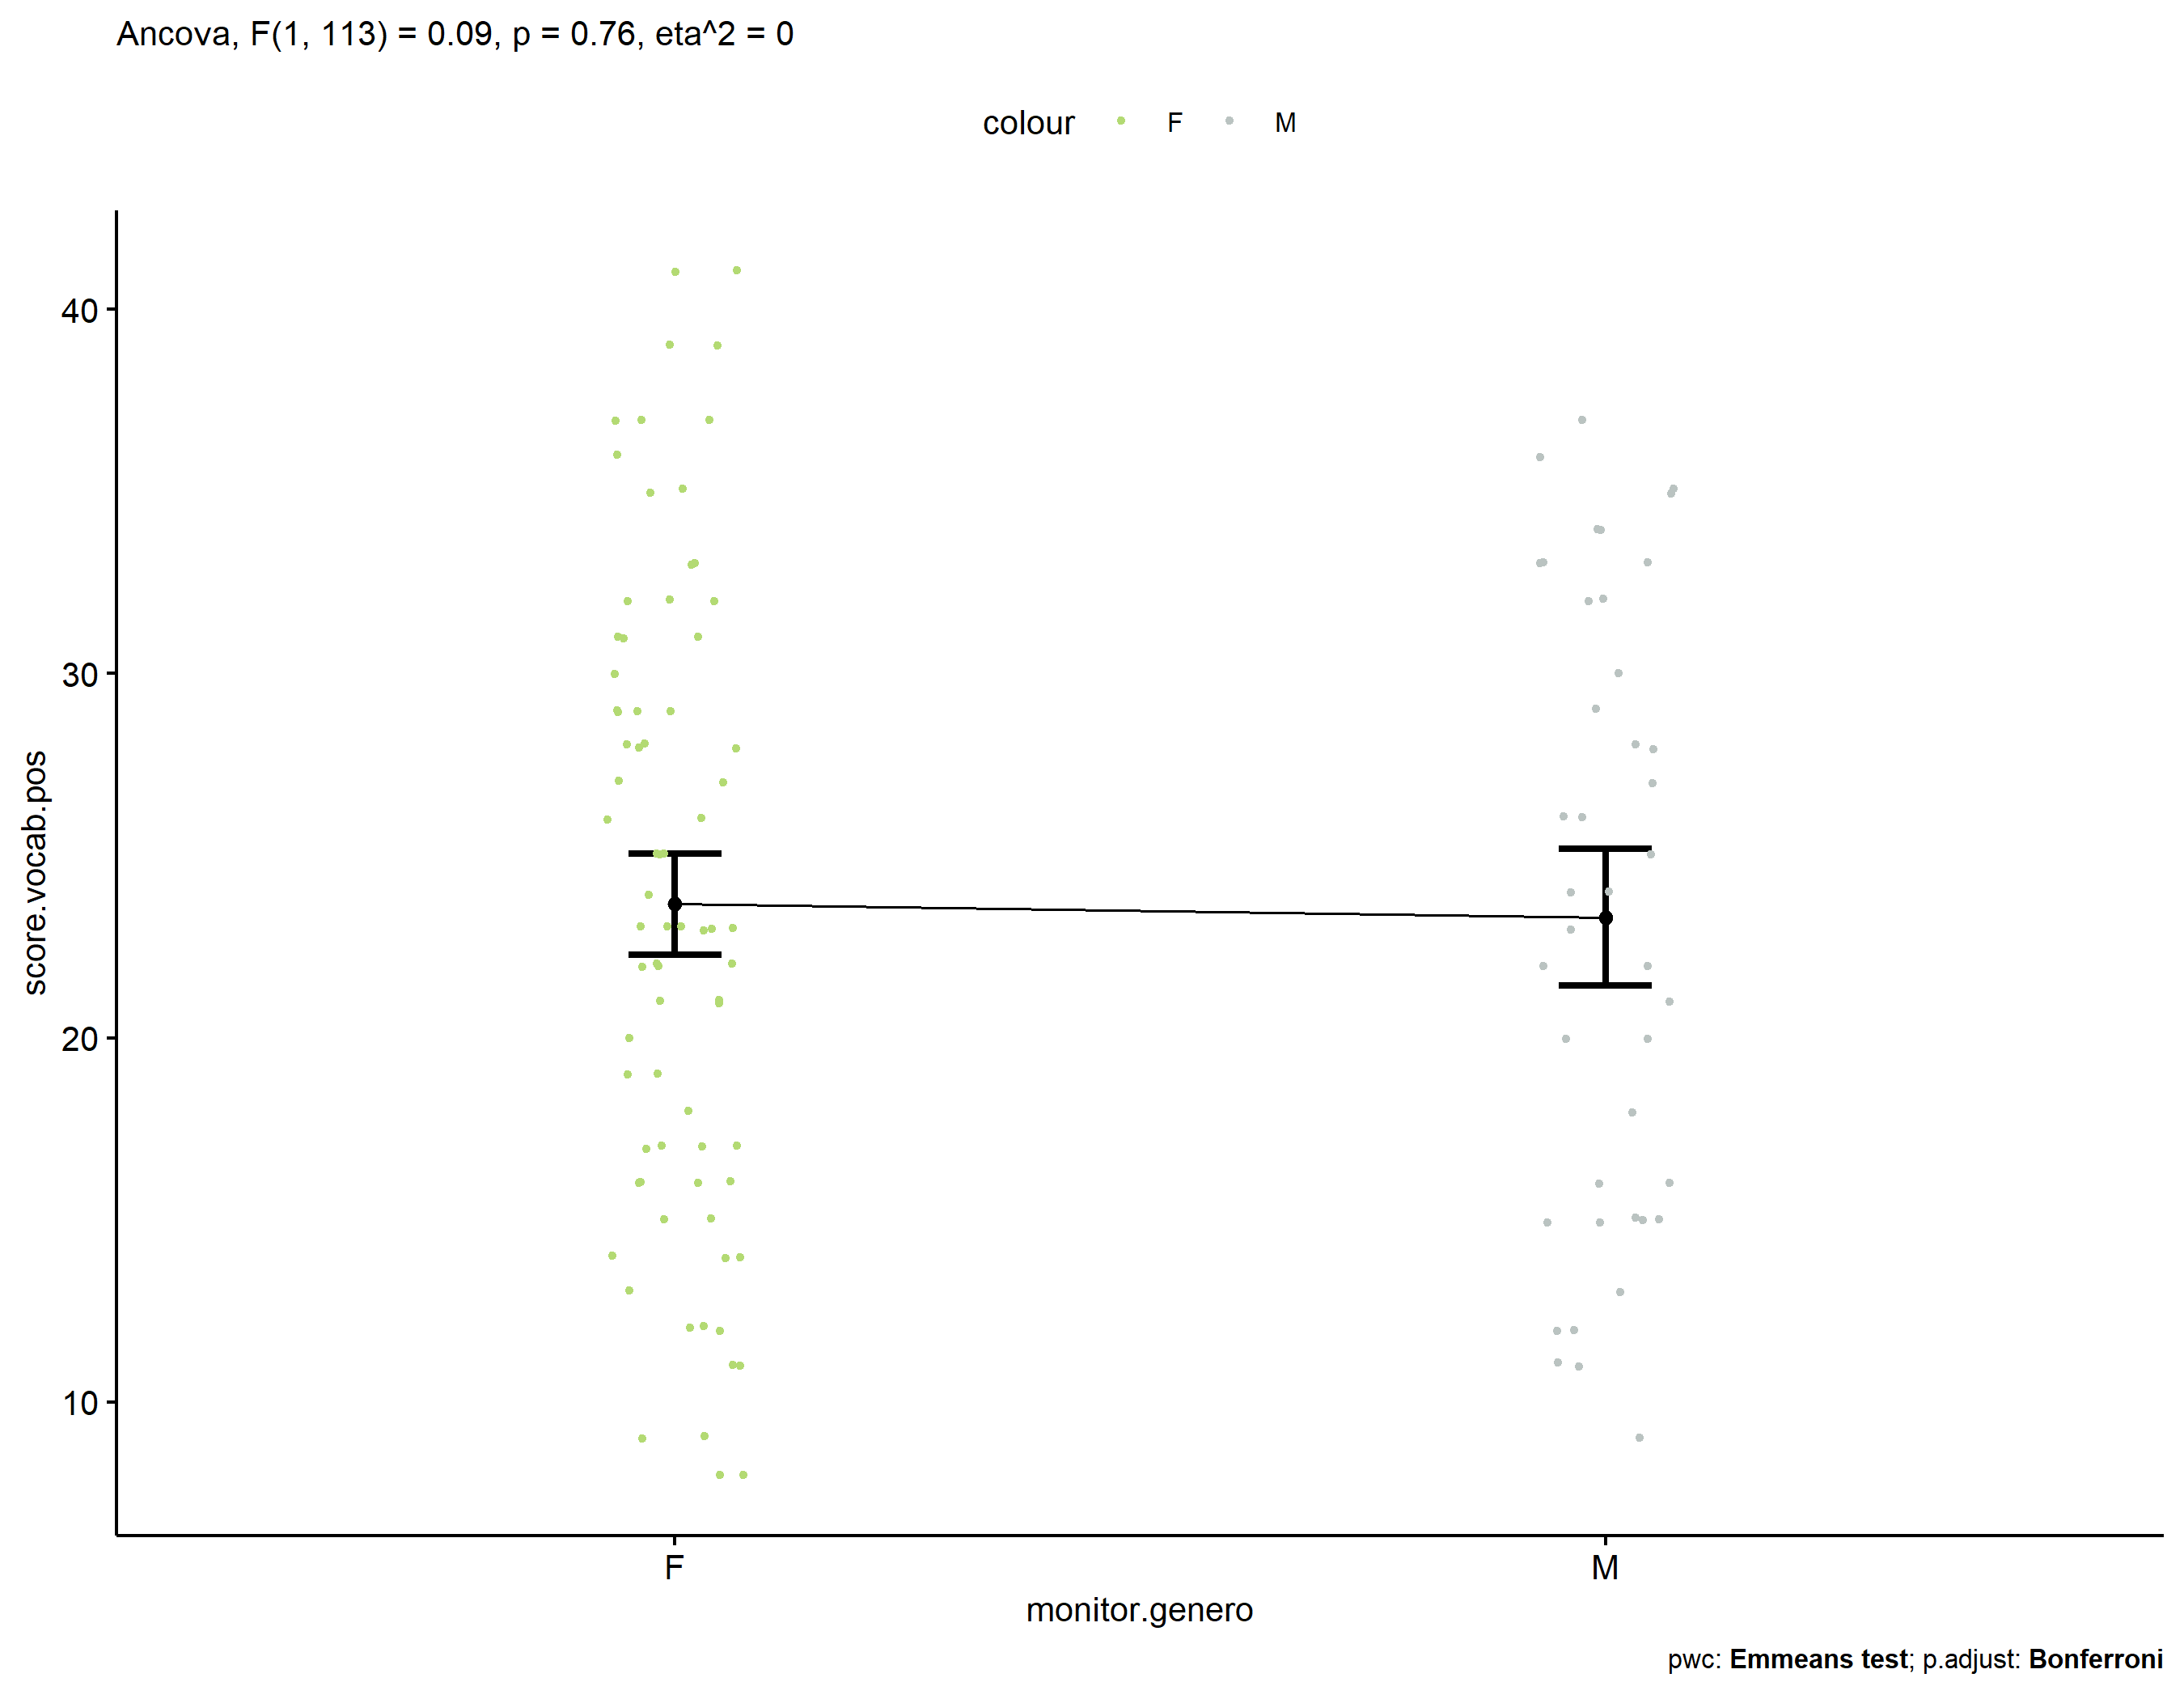 Ancova, F(1, 113) = 0.09, p = 0.76, eta^2 = 0
colour F M
score.vocab.pos
40
30
20
10
F M
monitor.genero
pwc: Emmeans test; p.adjust: Bonferroni